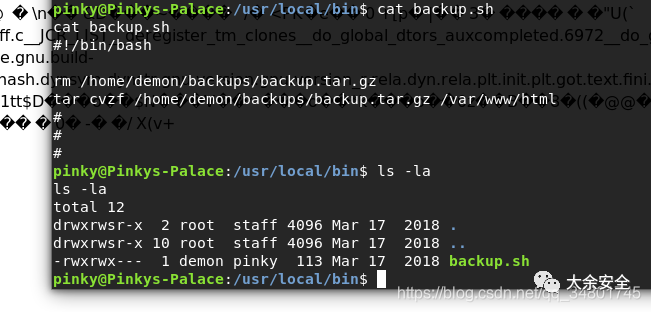 pinky@Pinkys-Palace:/usr/local/bin$ cat backup.sh
cat backup.sh
#!/bin/bash
rm /home/demon/backups/backup.tar.gz
tar cvzf /home/demon/backups/backup.tar.gz /var/www/html
#
#
#
pinky@Pinkys-Palace:/usr/local/bin$ ls -la
ls -la
total 12
drwxrwsr-x 2 root staff 4096 Mar 17 2018 .
drwxrwsr-x 10 root staff 4096 Mar 17 2018 ..
-rwxrwx--- 1 demon pinky 113 Mar 17 2018 backup.sh
pinky@Pinkys-Palace:/usr/local/bin$
大余安全
https://blog.csdn.net/qq_34801745